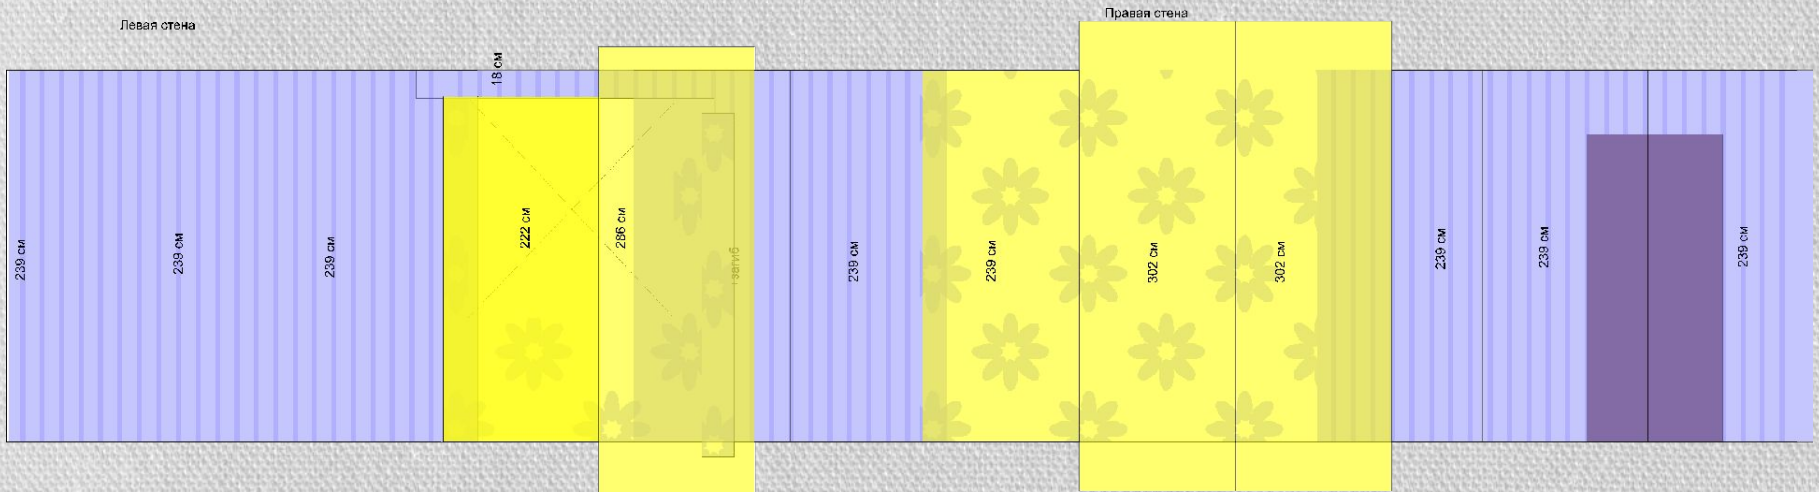 Левая стена
Правая стена
18 см
239 см
239 см
239 см
222 см
286 см
239 см
239 см
302 см
302 см
239 см
239 см
239 см